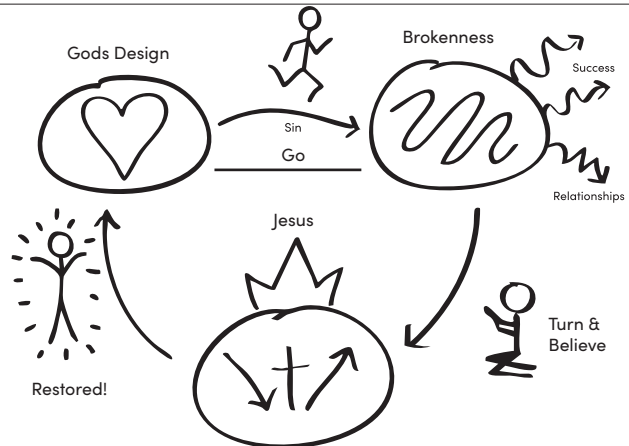 Gods Design
Brokenness
Success
Sin
Go
Relationships
Jesus
Turn &
Believe
Restored!